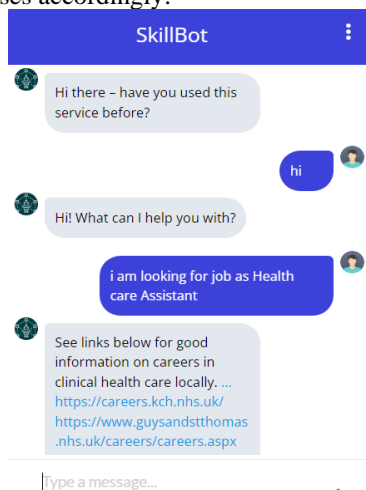 ses accordingly.
SkillBot
Hi there – have you used this
service before?
hi
Hi! What can I help you with?
i am looking for job as Health
care Assistant
See links below for good
information on careers in
clinical health care locally. ...
https://careers.kch.nhs.uk/
https://www.guysandstthomas
.nhs.uk/careers/careers.aspx
Type a message...